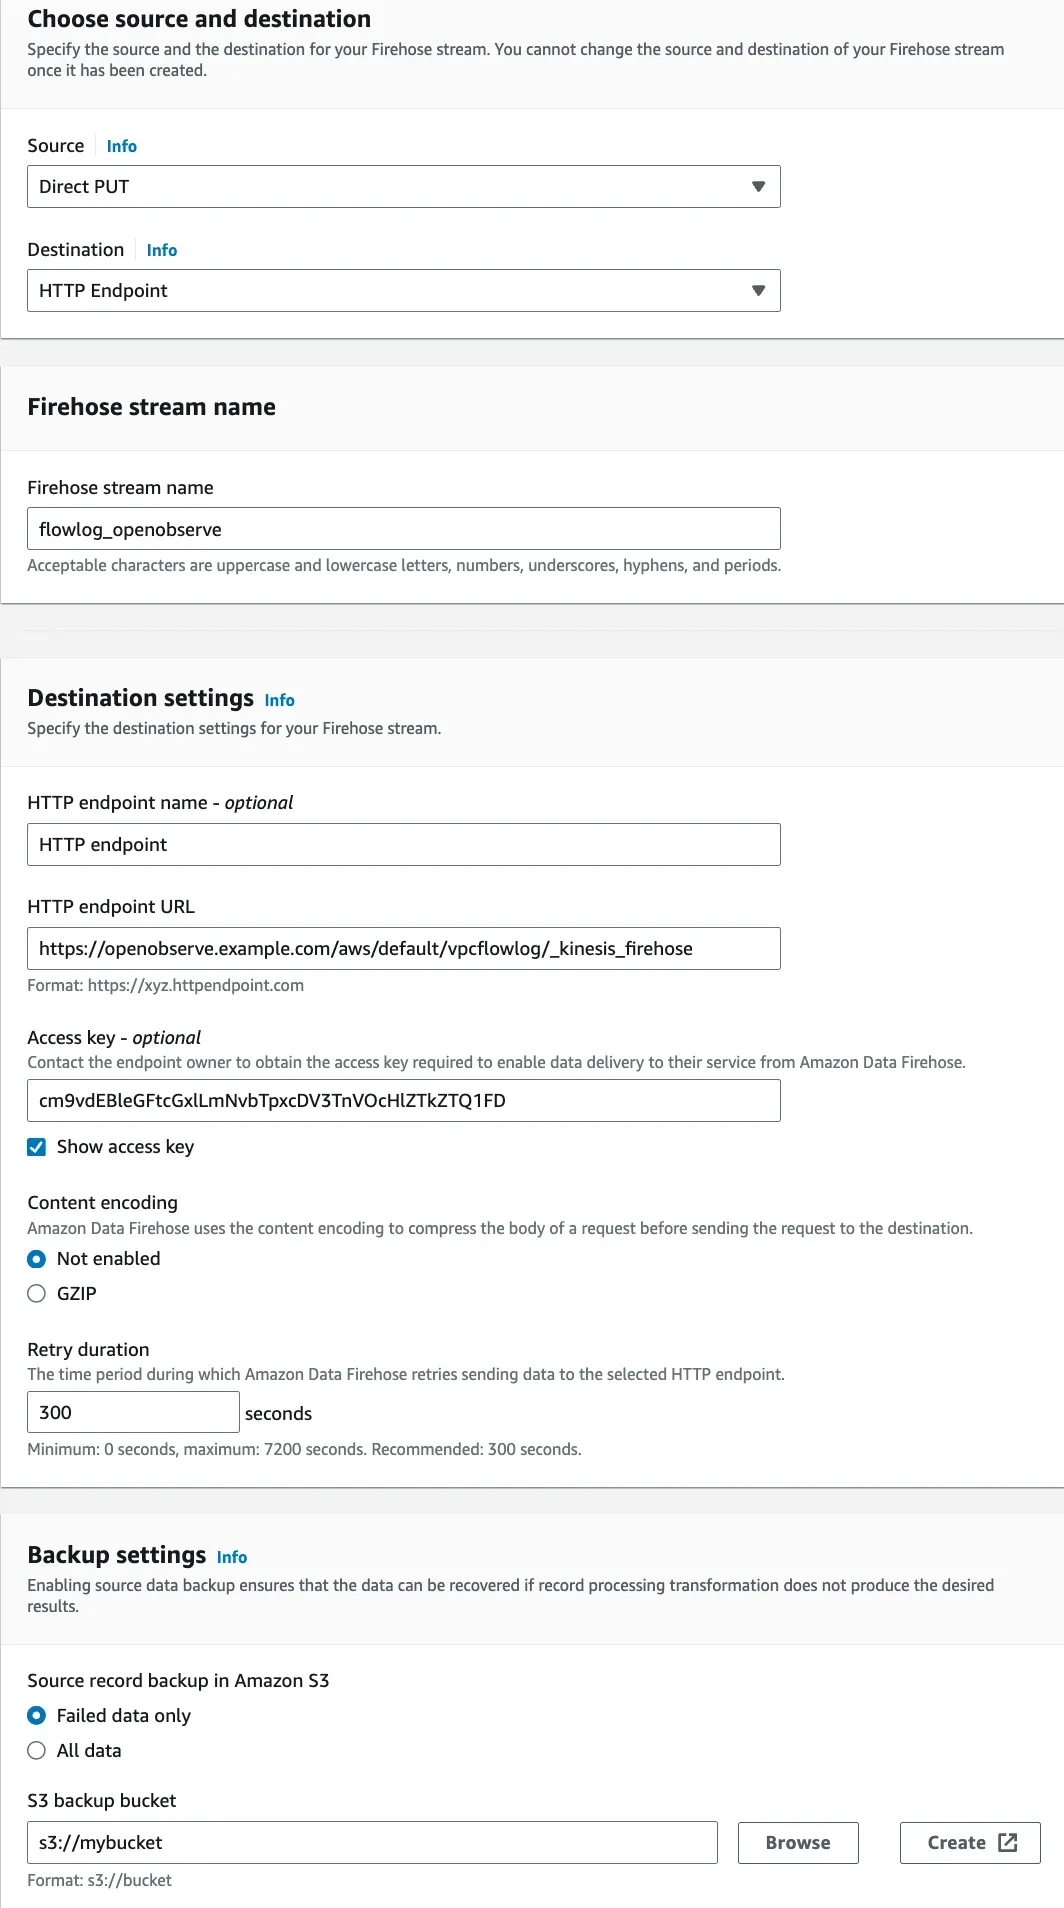 Choose source and destination
Specify the source and the destination for your Firehose stream. You cannot change the source and destination of your Firehose stream
once it has been created.
Source Info
Direct PUT
Destination Info
HTTP Endpoint
Firehose stream name
Firehose stream name
flowlog_openobserve
Acceptable characters are uppercase and lowercase letters, numbers, underscores, hyphens, and periods.
Destination settings Info
Specify the destination settings for your Firehose stream.
HTTP endpoint name - optional
HTTP endpoint
HTTP endpoint URL
https://openobserve.example.com/aws/default/vpcflowlog/_kinesis_firehose
Format: https://xyz.httpendpoint.com
Access key - optional
Contact the endpoint owner to obtain the access key required to enable data delivery to their service from Amazon Data Firehose.
cm9vdEBleGFtcGxlLmNvbTpxcDV3TnVOcHlZTkZTQ1FD
Show access key
Content encoding
Amazon Data Firehose uses the content encoding to compress the body of a request before sending the request to the destination.
Not enabled
GZIP
Retry duration
The time period during which Amazon Data Firehose retries sending data to the selected HTTP endpoint.
300 seconds
Minimum: 0 seconds, maximum: 7200 seconds. Recommended: 300 seconds.
Backup settings Info
Enabling source data backup ensures that the data can be recovered if record processing transformation does not produce the desired
results.
Source record backup in Amazon S3
Failed data only
All data
S3 backup bucket
s3://mybucket Browse Create
Format: s3://bucket